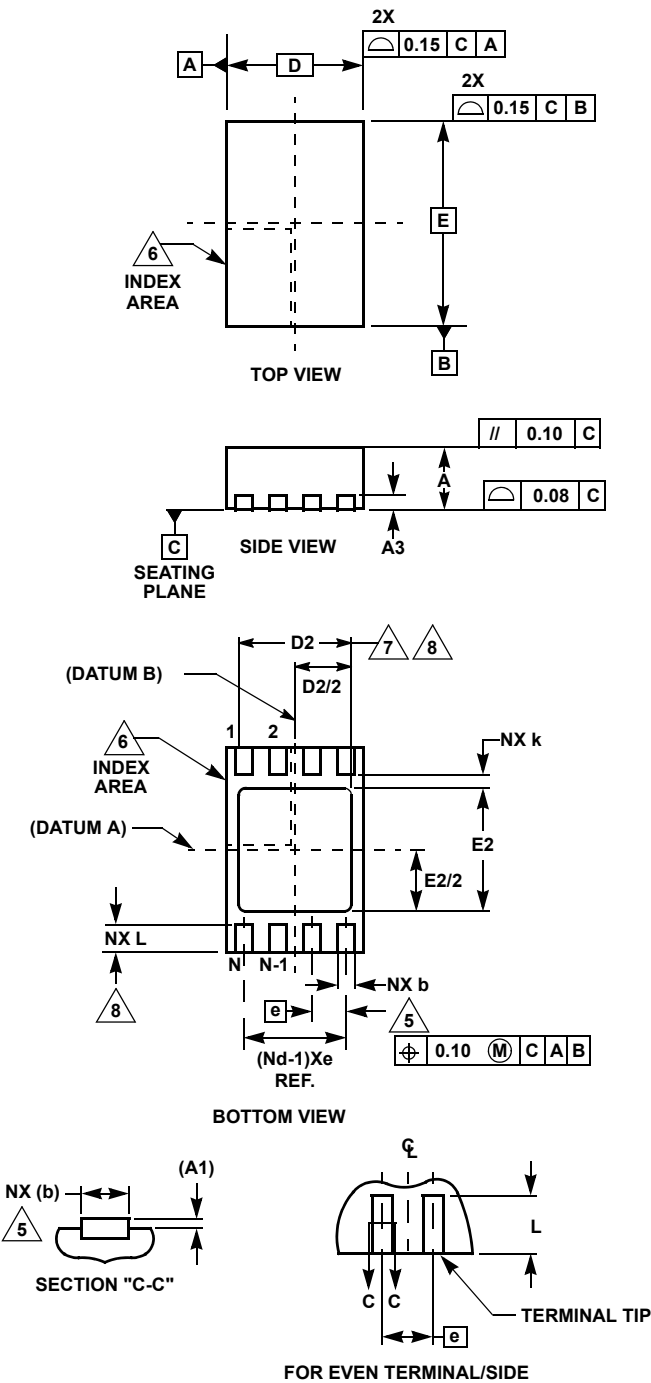 2X
0.15 C A
A D
2X
0.15 C B
E
6
INDEX
AREA
B
TOP VIEW
// 0.10 C
A
0.08 C
C
SIDE VIEW
A3
SEATING
PLANE
D2
7 8
(DATUM B)
D2/2
1 2
6
NX k
INDEX
AREA
(DATUM A)
E2
E2/2
NX L
N N-1
NX b
8
e
5
(Nd-1)Xe
REF.
0.10 M C A B
BOTTOM VIEW
(A1)
NX (b)
5
SECTION "C-C"
CL
L
C C
TERMINAL TIP
e
FOR EVEN TERMINAL/SIDE